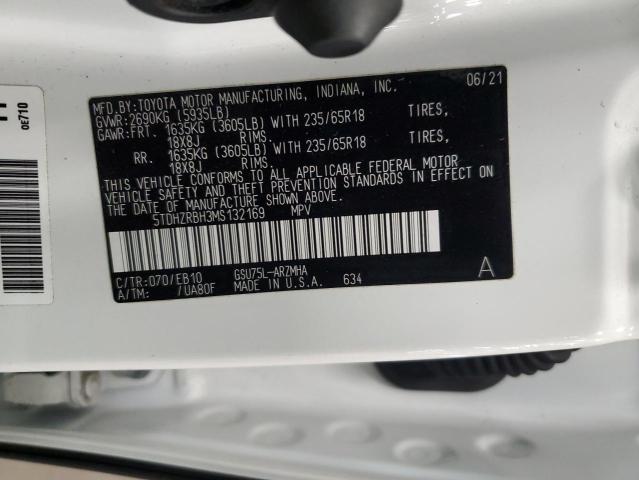 06/21
MFD.BY:TOYOTA MOTOR MANUFACTURING, INDIANA, INC.
GVWR:2690KG (5935LB)
GAWR:FRT. 1635KG (3605LB) WITH 235/65R18 TIRES,
18X8J RIMS
RR. 1635KG (3605LB) WITH 235/65R18 TIRES,
18X8J RIMS.
THIS VEHICLE CONFORMS TO ALL APPLICABLE FEDERAL MOTOR
VEHICLE SAFETY AND THEFT PREVENTION STANDARDS IN EFFECT ON
THE DATE OF MANUFACTURE SHOWN ABOVE.
5TDHZRBH3MS132169 MPV
C/TR:070/EB10 GSU75L-ARZMHA A
A/TM: /UA80F MADE IN U.S.A. 634
0E710